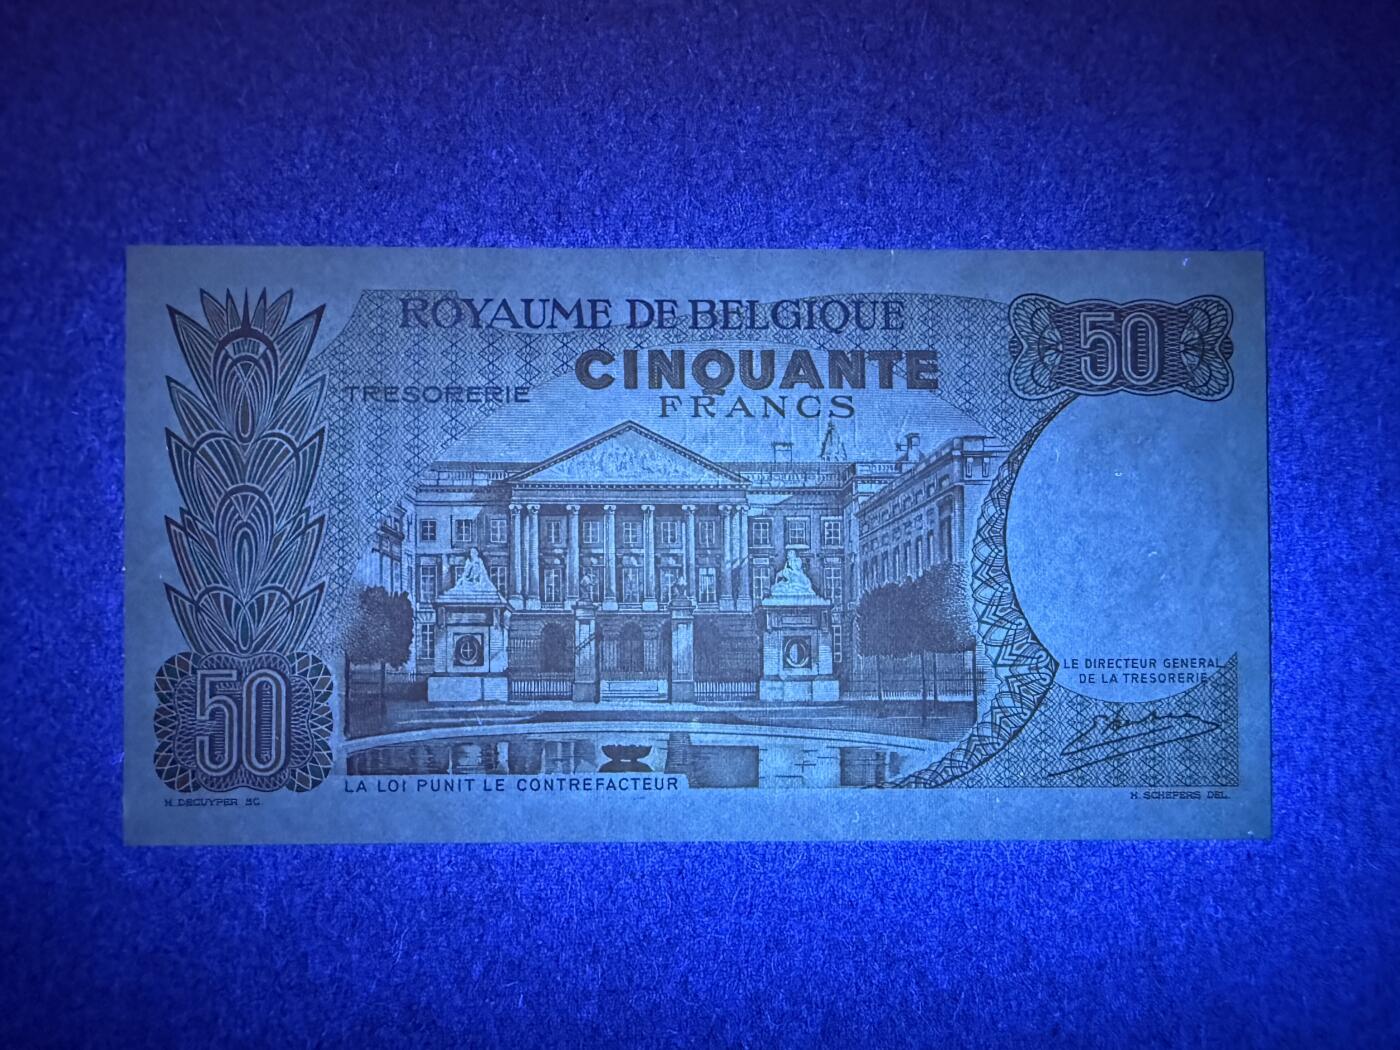 ROYAUME DE BELGIQUE
50
CINQUANTE
TRESORERIE
FRANCS
LE DIRECTEUR GENERAL
DE LA TRESORERIE
50
LA LOI PUNIT LE CONTREFACTEUR
H. DECUYPER SC.
H. SCHEFERS DEL.